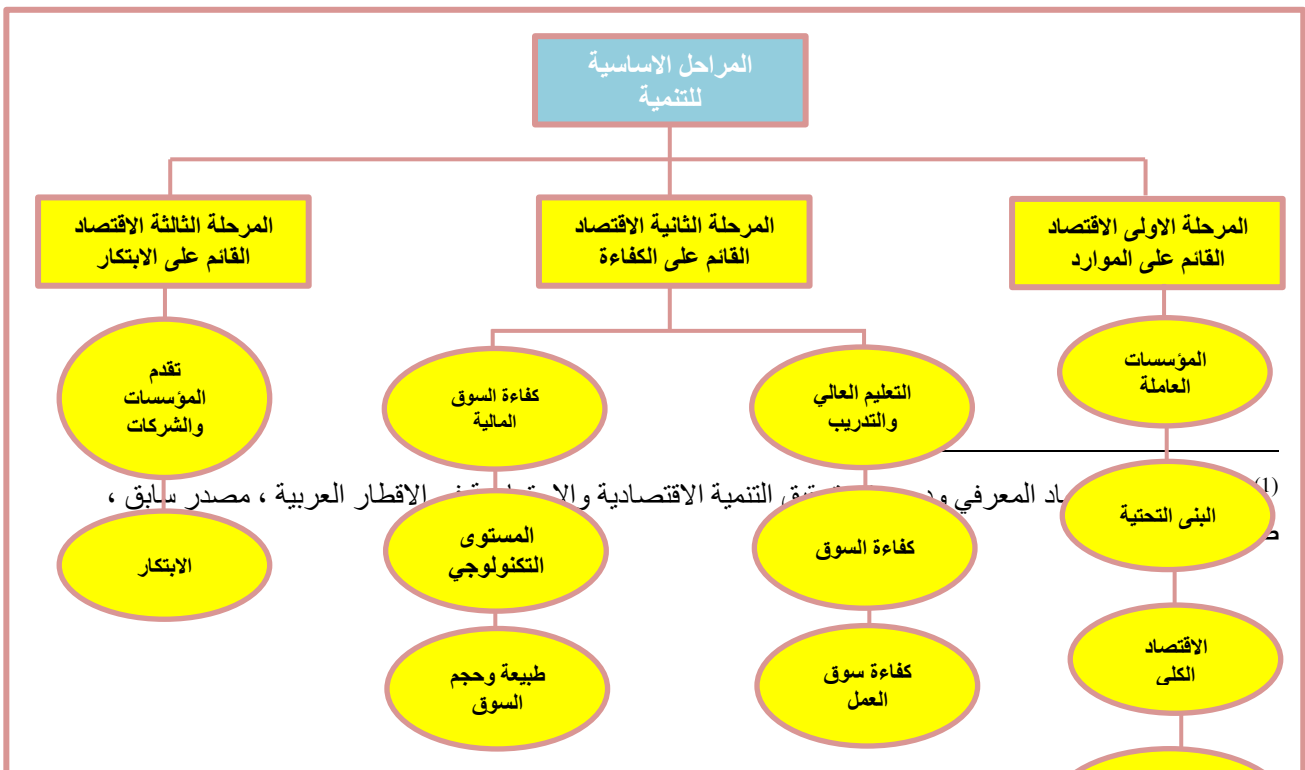 المراحل الاساسية
للتنمية
المرحلة الاولى الاقتصاد
القائم على الموارد
المرحلة الثانية الاقتصاد
القائم على الكفاءة
المرحلة الثالثة الاقتصاد
القائم على الابتكار
المؤسسات
العاملة
البنى التحتية
الاقتصاد
الكلي
التعليم العالي
والتدريب
كفاءة السوق
كفاءة سوق
العمل
كفاءة السوق
المالية
المستوى
التكنولوجي
طبيعة وحجم
السوق
تقدم
المؤسسات
والشركات
الابتكار
المعرفي التنمية الاقتصادية الاقطار العربية ، مصدر سابق ،